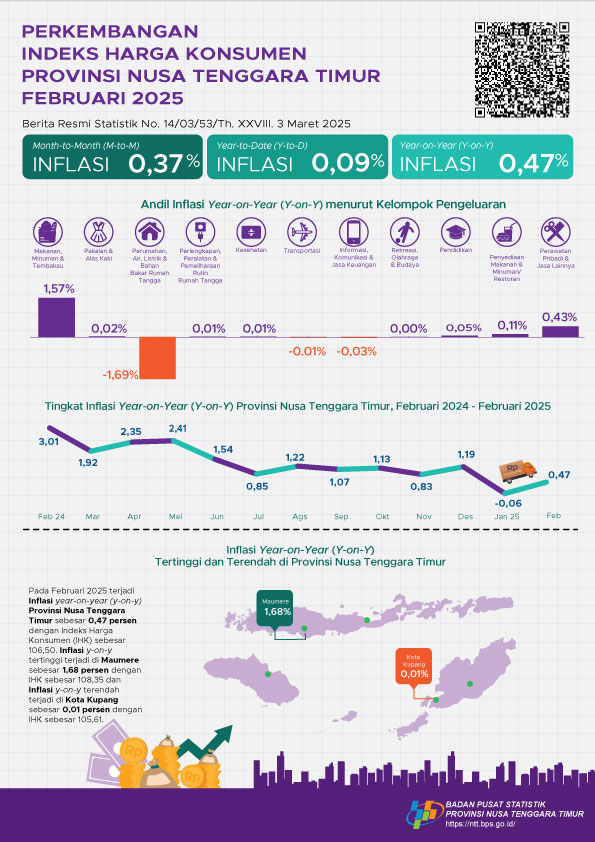 PERKEMBANGAN
INDEKS HARGA KONSUMEN
PROVINSI NUSA TENGGARA TIMUR
FEBRUARI 2025
Berita Resmi Statistik No. 14/03/53/Th. XXVIII. 3 Maret 2025
Month-to-Month (M-to-M)
INFLASI 0,37%
Year-to-Date (Y-to-D)
INFLASI 0,09%
Year-on-Year (Y-on-Y)
INFLASI 0,47%
Andil Inflasi Year-on-Year (Y-on-Y) menurut Kelompok Pengeluaran
Makanan,
Minuman &
Tembakau
Pakaian &
Alas Kaki
Perumahan,
Air, Listrik &
Bahan
Bakar Rumah
Tangga
Perlengkapan,
Peralatan &
Pemeliharaan
Rutin
Rumah Tangga
Kesehatan
Transportasi
Informasi,
Komunikasi &
Jasa Keuangan
Rekreasi,
Olahraga
& Budaya
Pendidikan
Penyediaan
Makanan &
Minuman/
Restoran
Perawatan
Pribadi &
Jasa Lainnya
1,57%
0,02%
-1,69%
0,01%
0,01%
-0.01%
-0,03%
0,00%
0,05%
0,11%
0,43%
Tingkat Inflasi Year-on-Year (Y-on-Y) Provinsi Nusa Tenggara Timur, Februari 2024 - Februari 2025
3,01
1,92
2,35
2,41
1,54
0,85
1,22
1,07
1,13
0,83
1,19
-0,06
0,47
Rp
Feb 24 Mar Apr Mei Jun Jul Ags Sep Okt Nov Des Jan 25 Feb
Inflasi Year-on-Year (Y-on-Y)
Tertinggi dan Terendah di Provinsi Nusa Tenggara Timur
Pada Februari 2025 terjadi
Inflasi year-on-year (y-on-y)
Provinsi Nusa Tenggara
Timur sebesar 0,47 persen
dengan Indeks Harga
Konsumen (IHK) sebesar
106,50. Inflasi y-on-y
tertinggi terjadi di Maumere
sebesar 1,68 persen dengan
IHK sebesar 108,35 dan
Inflasi y-on-y terendah
terjadi di Kota Kupang
sebesar 0,01 persen dengan
IHK sebesar 105,61.
Maumere
1,68%
Kota
Kupang
0,01%
Rp
BADAN PUSAT STATISTIK
PROVINSI NUSA TENGGARA TIMUR
https://ntt.bps.go.id/